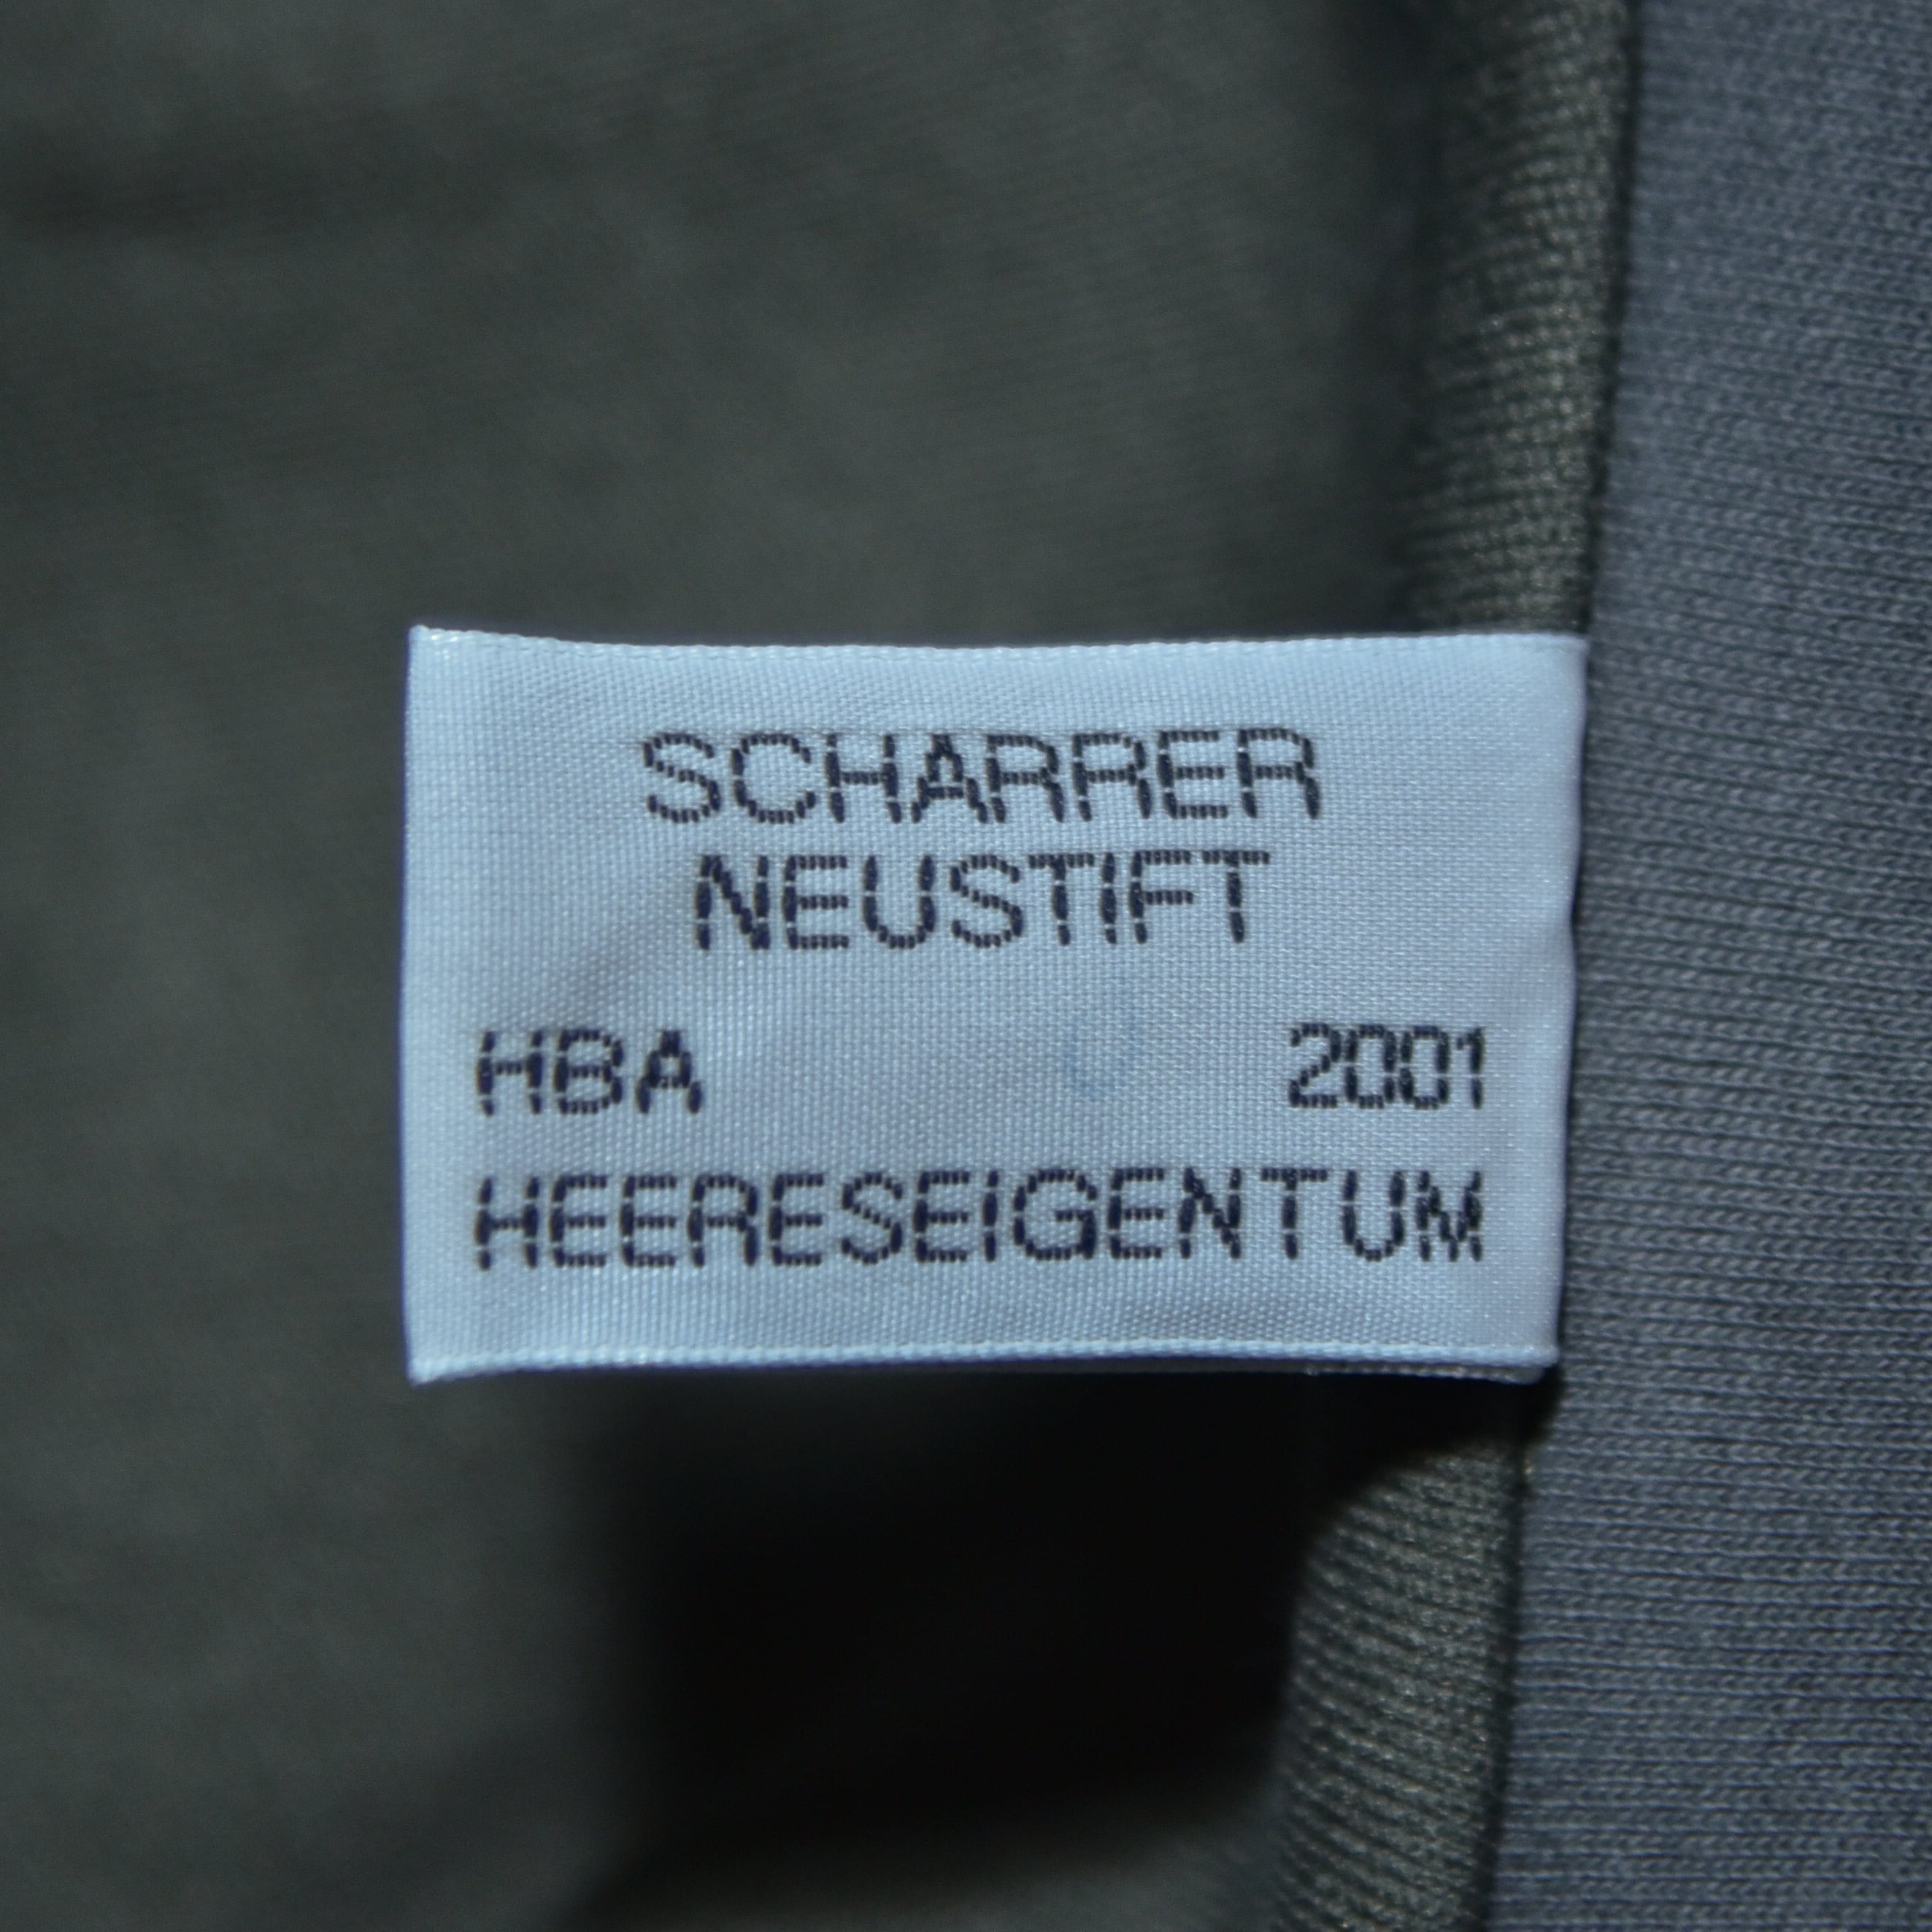 SCHARRER
NEUSTIFT
HBA 2001
HEERESEIGENTUM